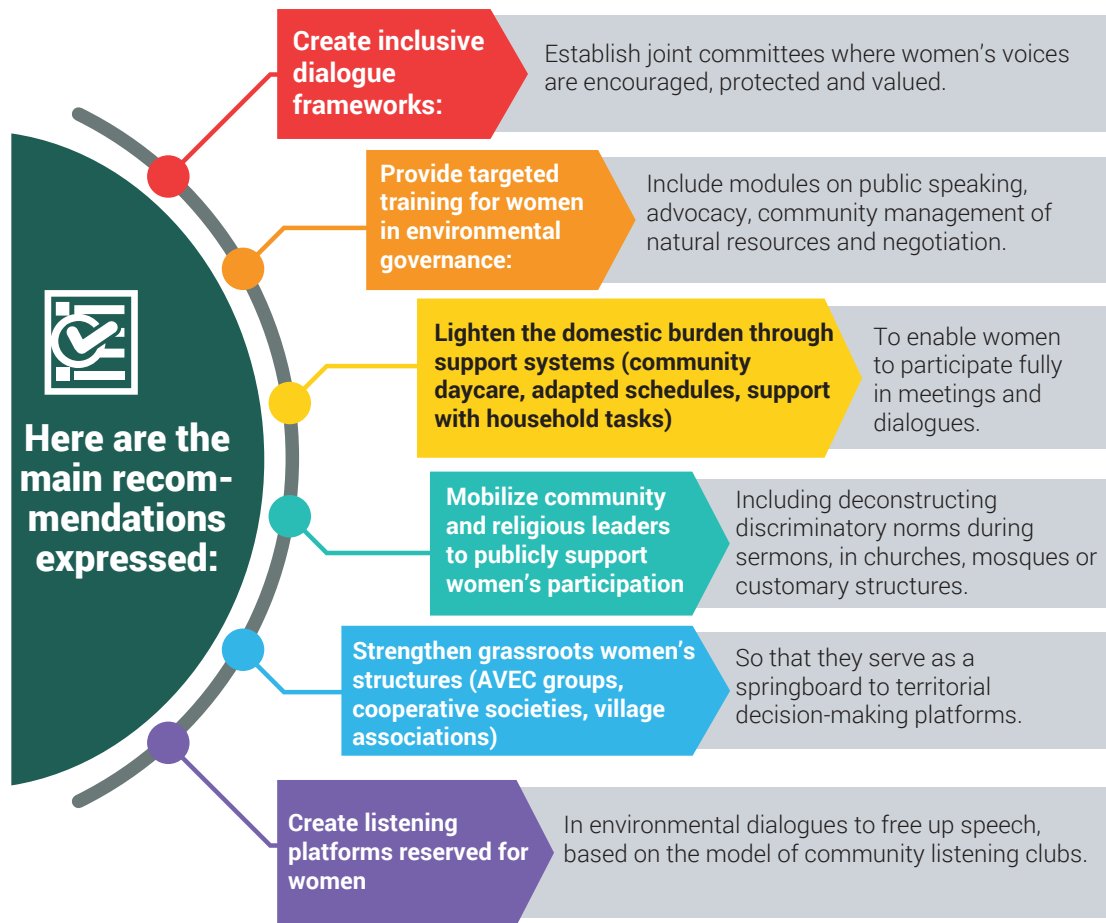 Here are the
main recom-
mendations
expressed:
Create inclusive
dialogue
frameworks:
Establish joint committees where women’s voices
are encouraged, protected and valued.
Provide targeted
training for women
in environmental
governance:
Include modules on public speaking,
advocacy, community management of
natural resources and negotiation.
Lighten the domestic burden through
support systems (community
daycare, adapted schedules, support
with household tasks)
To enable women
to participate fully
in meetings and
dialogues.
Mobilize community
and religious leaders
to publicly support
women’s participation
Including deconstructing
discriminatory norms during
sermons, in churches, mosques or
customary structures.
Strengthen grassroots women’s
structures (AVEC groups,
cooperative societies, village
associations)
So that they serve as a
springboard to territorial
decision-making platforms.
Create listening
platforms reserved for
women
In environmental dialogues to free up speech,
based on the model of community listening clubs.